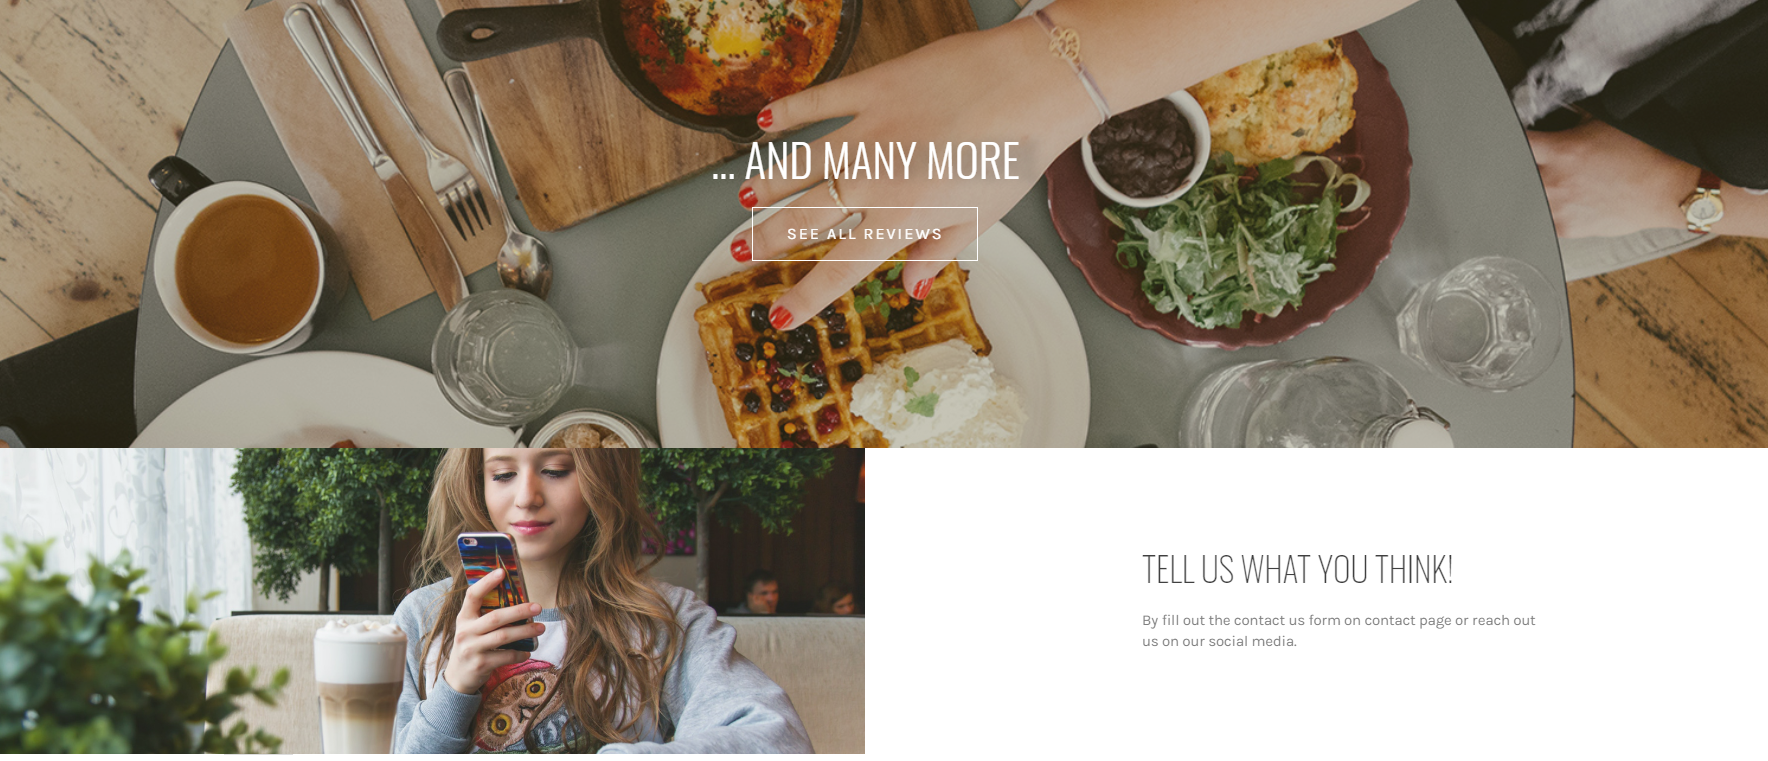 ... AND MANY MORE
SEE ALL REVIEWS
TELL US WHAT YOU THINK!
By fill out the contact us form on contact page or reach out
us on our social media.